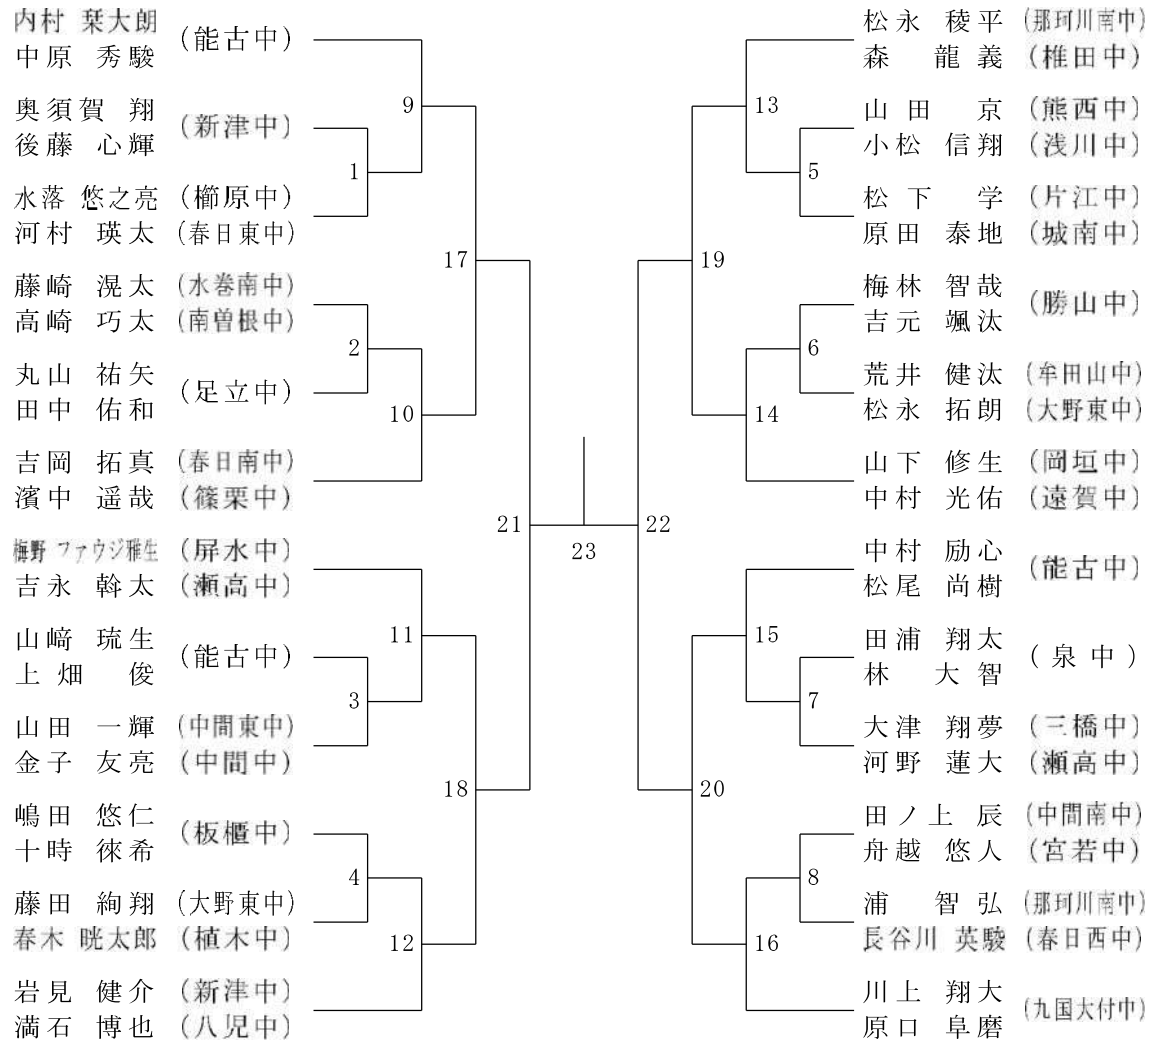 内村 栞大朗
中原 秀駿
(能古中)
奥須賀 翔
後藤 心輝
(新津中)
水落 悠之亮 (櫛原中)
河村 瑛太 (春日東中)
藤崎 滉太 (水巻南中)
高崎 巧太 (南曽根中)
丸山 祐矢
田中 佑和
(足立中)
吉岡 拓真 (春日南中)
濱中 遥哉 (篠栗中)
梅野 ファウジ雅生 (屏水中)
吉永 斡太 (瀬高中)
山﨑 琉生
上畑 俊
(能古中)
山田 一輝 (中間東中)
金子 友亮 (中間中)
嶋田 悠仁
十時 徠希
(板櫃中)
藤田 絢翔 (大野東中)
春木 晄太郎 (植木中)
岩見 健介 (新津中)
満石 博也 (八児中)
9
1
17
2
10
21
11
3
18
4
12
23
13
5
19
6
14
22
15
7
20
8
16
松永 稜平 (那珂川南中)
森 龍義 (椎田中)
山田 京 (熊西中)
小松 信翔 (浅川中)
松下 学 (片江中)
原田 泰地 (城南中)
梅林 智哉
吉元 颯汰
(勝山中)
荒井 健汰 (牟田山中)
松永 拓朗 (大野東中)
山下 修生 (岡垣中)
中村 光佑 (遠賀中)
中村 励心
松尾 尚樹
(能古中)
田浦 翔太
林 大智
(泉中)
大津 翔夢 (三橋中)
河野 蓮大 (瀬高中)
田ノ上 辰 (中間南中)
舟越 悠人 (宮若中)
浦 智弘 (那珂川南中)
長谷川 英駿 (春日西中)
川上 翔大
原口 阜磨
(九国大付中)